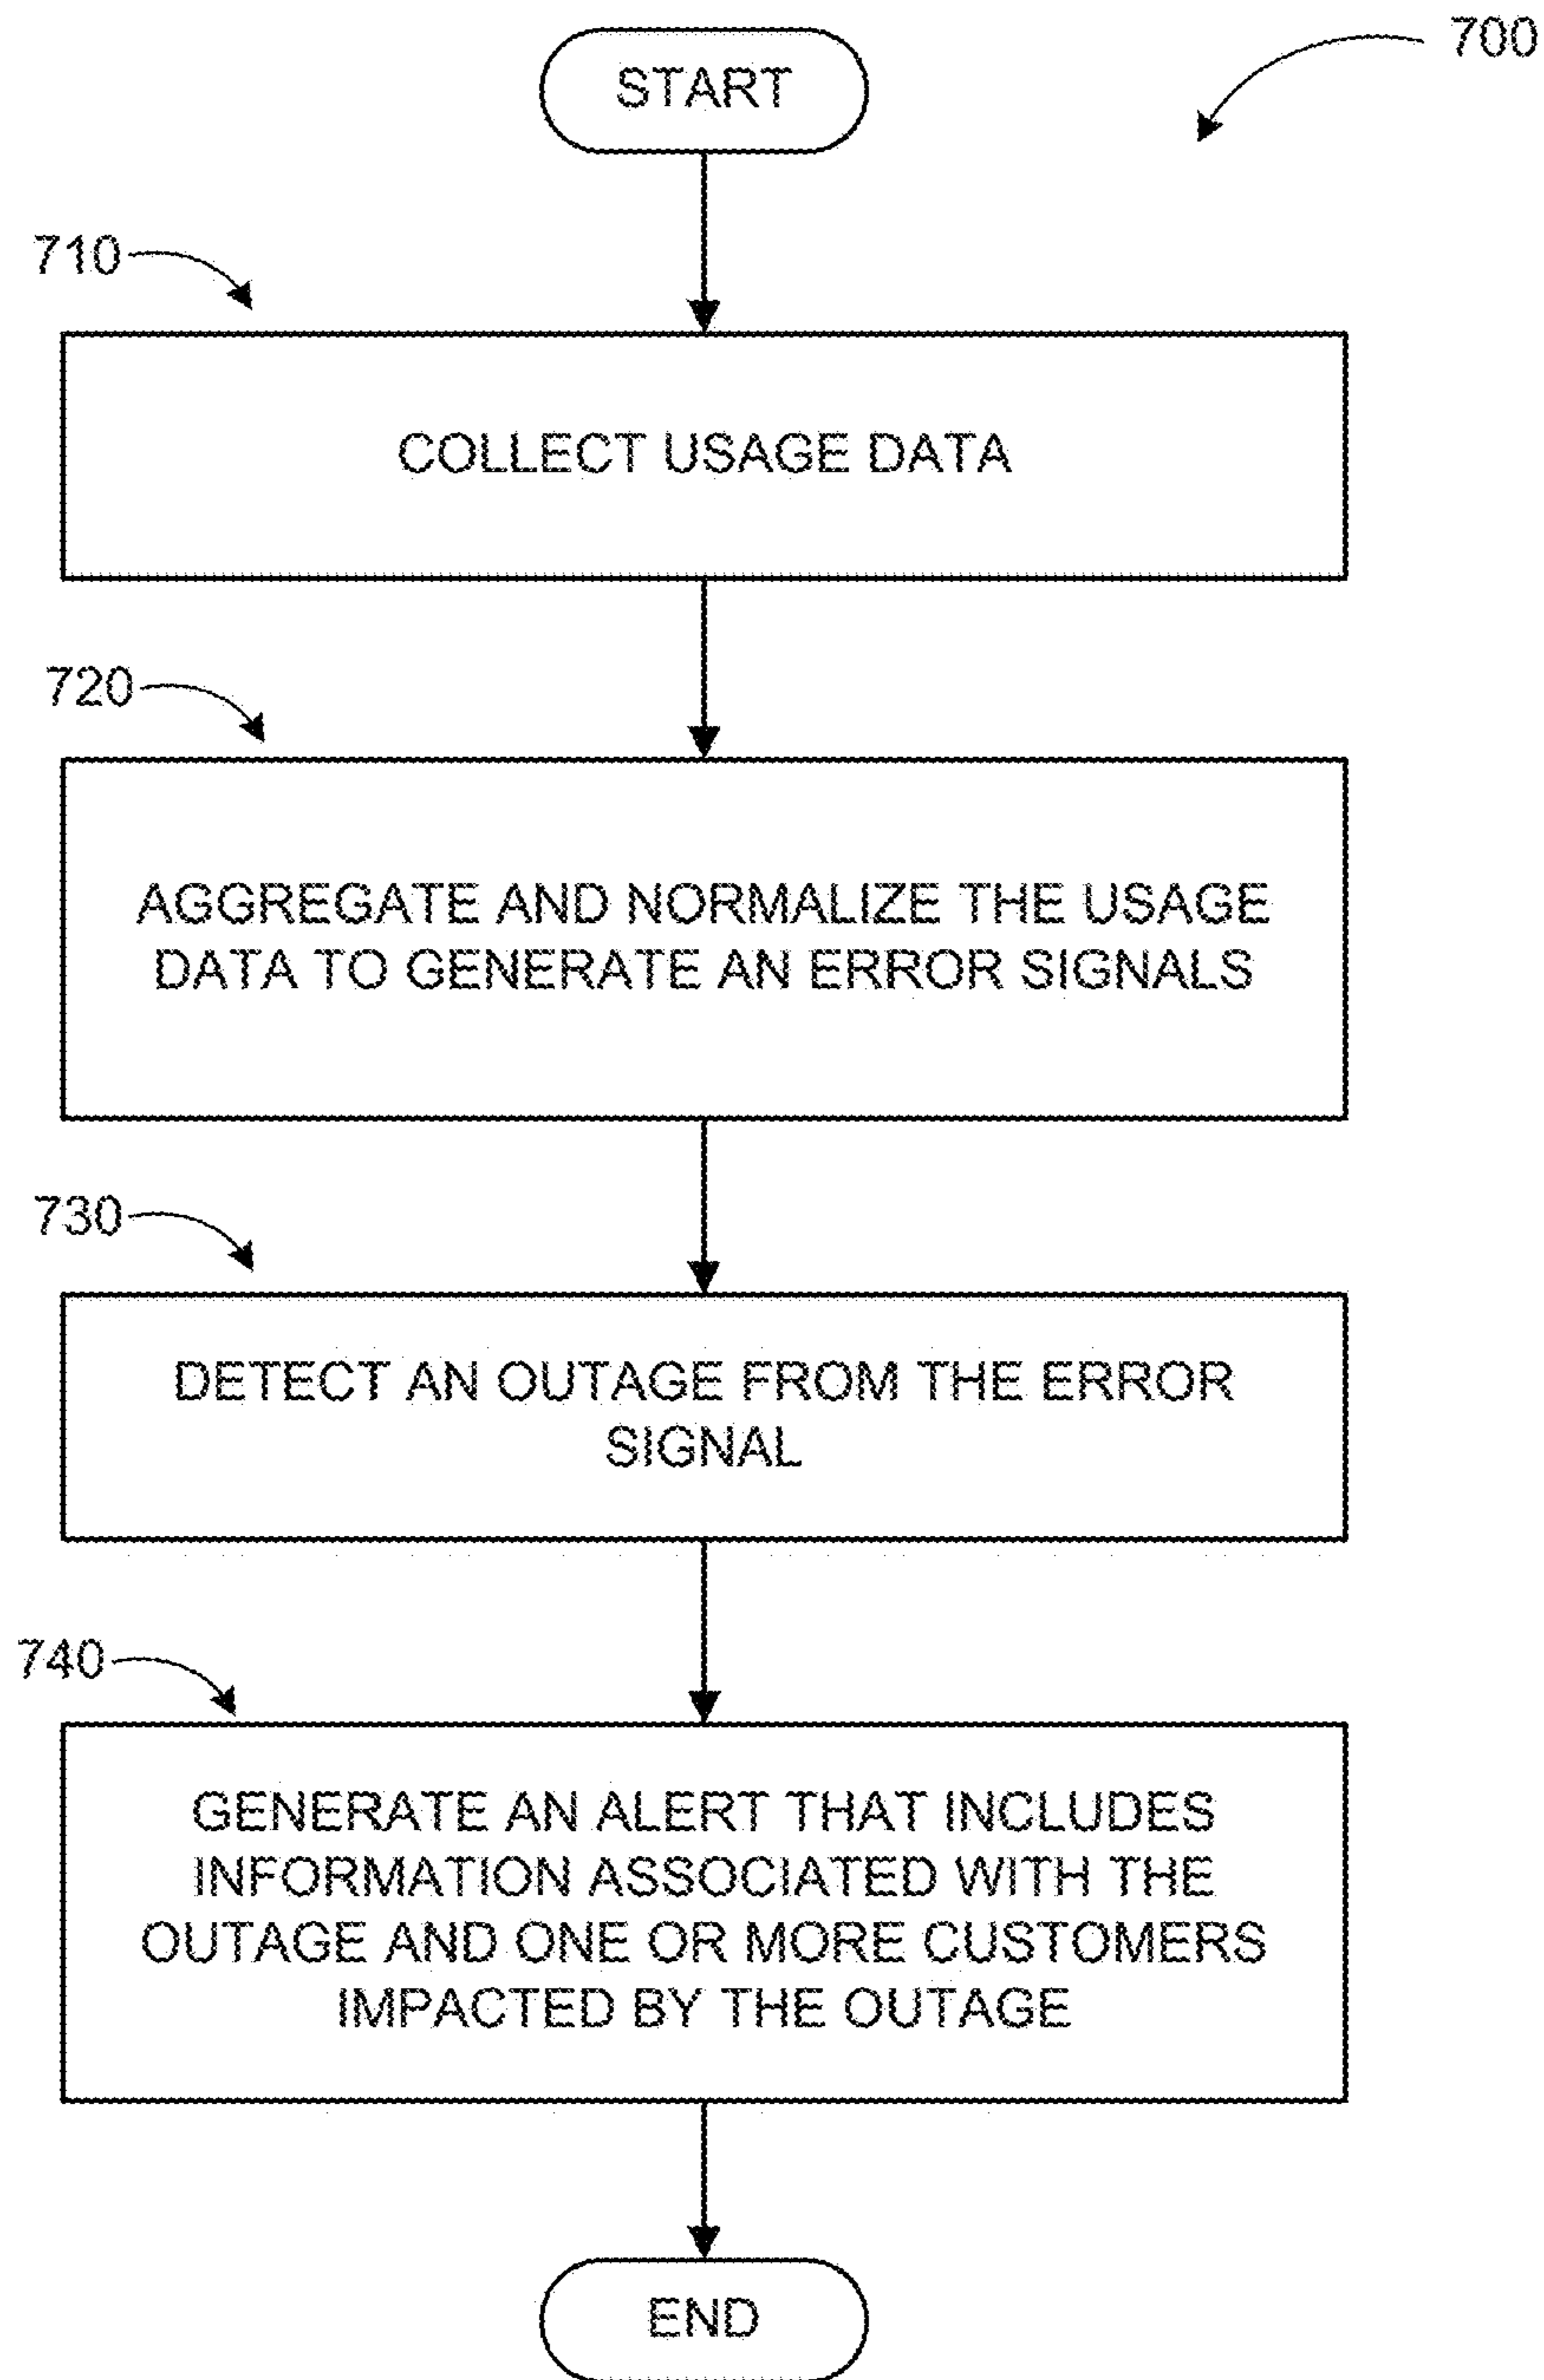 700
START
710
COLLECT USAGE DATA
720
AGGREGATE AND NORMALIZE THE USAGE
DATA TO GENERATE AN ERROR SIGNALS
730
DETECT AN OUTAGE FROM THE ERROR
SIGNAL
740
GENERATE AN ALERT THAT INCLUDES
INFORMATION ASSOCIATED WITH THE
OUTAGE AND ONE OR MORE CUSTOMERS
IMPACTED BY THE OUTAGE
END